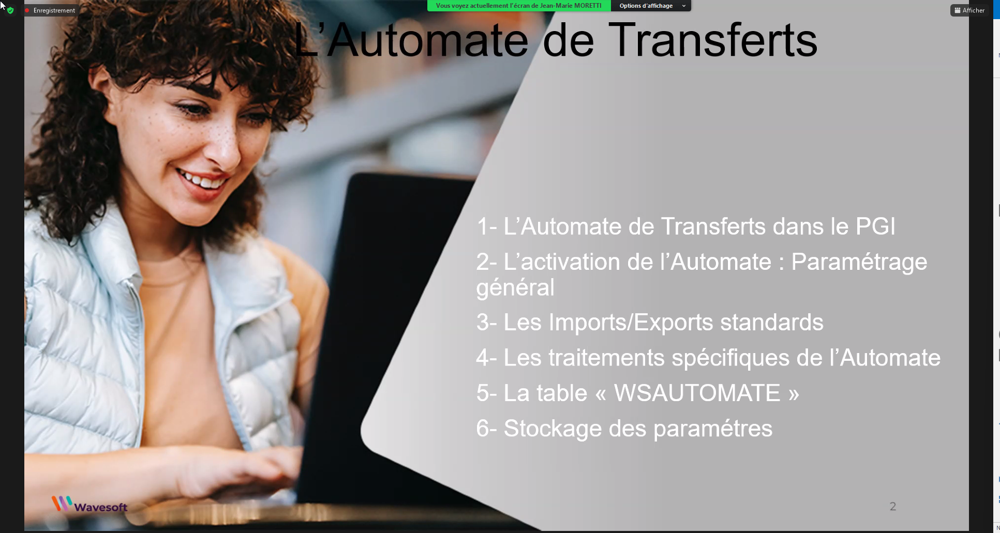 Enregistrement
Vous voyez actuellement l'écran de Jean-Marie MORETTI
Options d'affichage
Afficher
L’Automate de Transferts
1- L’Automate de Transferts dans le PGI
2- L’activation de l’Automate : Paramétrage
général
3- Les Imports/Exports standards
4- Les traitements spécifiques de l’Automate
5- La table « WSAUTOMATE »
6- Stockage des paramétres
Wavesoft
2